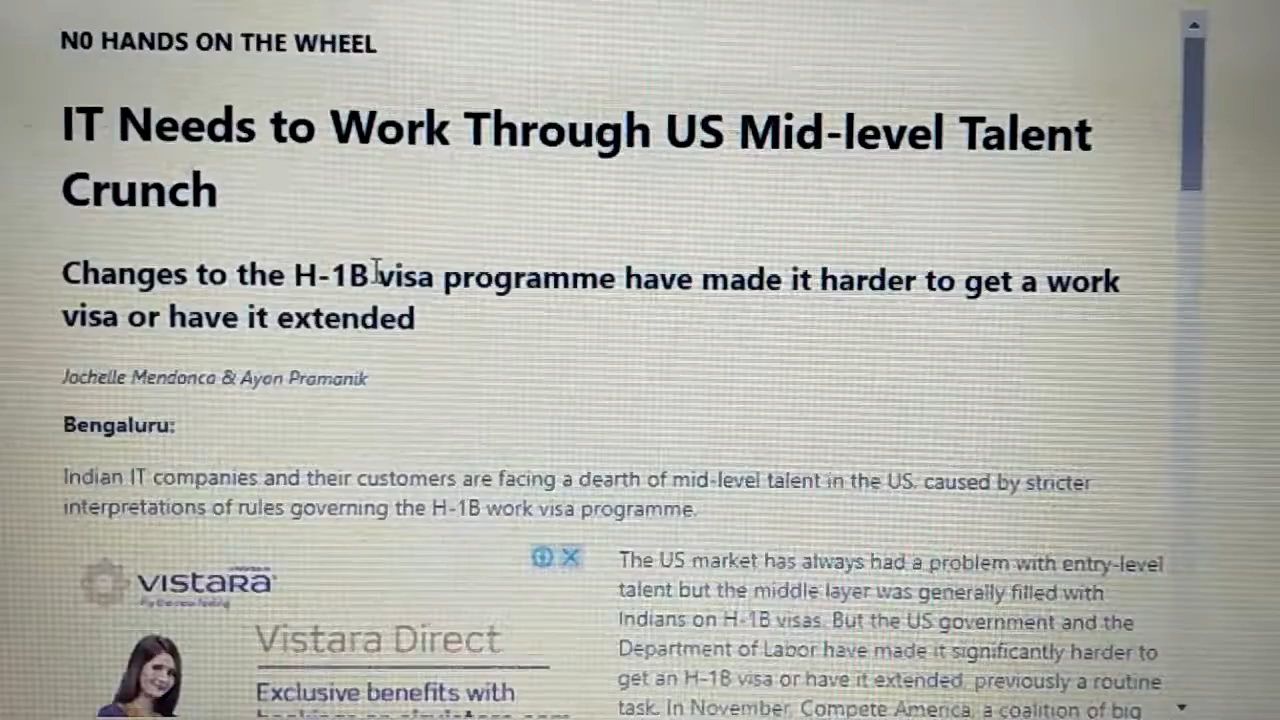 N0 HANDS ON THE WHEEL
IT Needs to Work Through US Mid-level Talent
Crunch
Changes to the H-1B visa programme have made it harder to get a work
visa or have it extended
Jochelle Mendonca & Ayon Pramanik
Bengaluru:
Indian IT companies and their customers are facing a dearth of mid-level talent in the US, caused by stricter
interpretations of rules governing the H-1B work visa programme.
VISTARA
Vistara Direct
Exclusive benefits with
The US market has always had a problem with entry-level
talent but the middle layer was generally filled with
Indians on H-1B visas. But the US government and the
Department of Labor have made it significantly harder to
get an H-1B visa or have it extended, previously a routine
task. In November, Compete America, a coalition of big